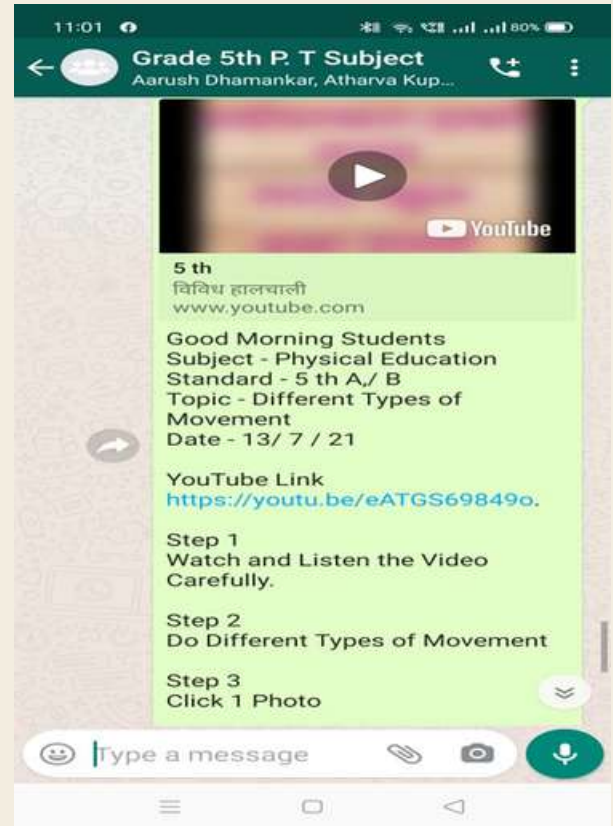 11:01
80%
Grade 5th P. T Subject
Aarush Dhamankar, Atharva Kup...
YouTube
5 th
विविध हालचाली
www.youtube.com
Good Morning Students
Subject - Physical Education
Standard - 5 th A,/ B
Topic - Different Types of
Movement
Date - 13/ 7 / 21
YouTube Link
https://youtu.be/eATGS69849o.
Step 1
Watch and Listen the Video
Carefully.
Step 2
Do Different Types of Movement
Step 3
Click 1 Photo
Type a message